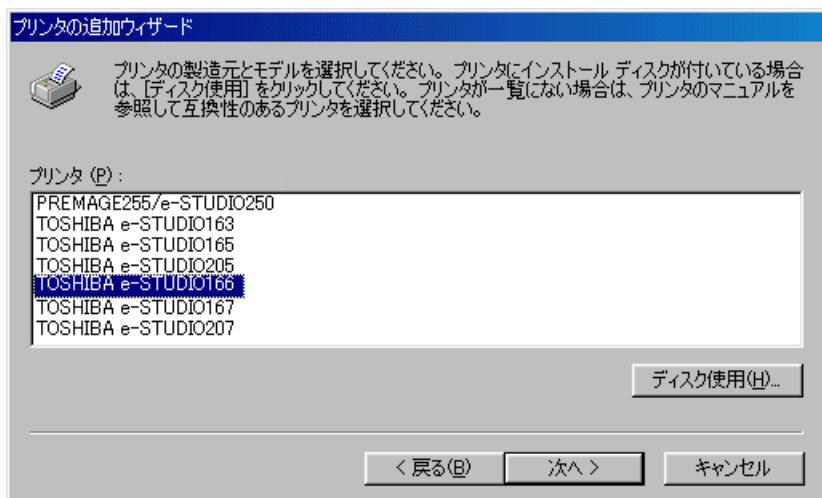 プリンタの追加ウィザード
プリンタの製造元とモデルを選択してください。プリンタにインストール ディスクが付いている場合
は、[ディスク使用] をクリックしてください。プリンタが一覧にない場合は、プリンタのマニュアルを
参照して互換性のあるプリンタを選択してください。
プリンタ (P) :
PREMAGE255/e-STUDIO250
TOSHIBA e-STUDIO163
TOSHIBA e-STUDIO165
TOSHIBA e-STUDIO205
TOSHIBA e-STUDIO166
TOSHIBA e-STUDIO167
TOSHIBA e-STUDIO207
ディスク使用(H)...
< 戻る(B)
次へ >
キャンセル